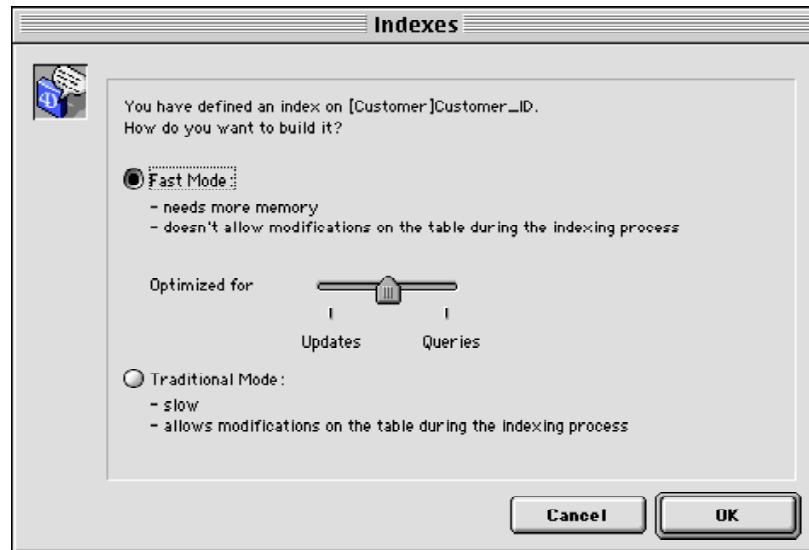 Indexes
4D
You have defined an index on [Customer]Customer_ID.
How do you want to build it?
Fast Mode:
- needs more memory
- doesn't allow modifications on the table during the indexing process
Optimized for
Updates Queries
Traditional Mode:
- slow
- allows modifications on the table during the indexing process
Cancel OK